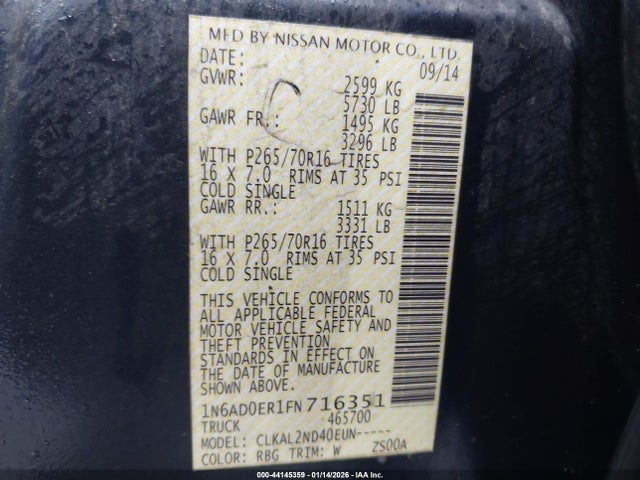 MFD BY NISSAN MOTOR CO., LTD.
DATE: 09/14
GVWR: 2599 KG
5730 LB
GAWR FR.: 1495 KG
3296 LB
WITH P265/70R16 TIRES
16 X 7.0 RIMS AT 35 PSI
COLD SINGLE
GAWR RR.: 1511 KG
3331 LB
WITH P265/70R16 TIRES
16 X 7.0 RIMS AT 35 PSI
COLD SINGLE
THIS VEHICLE CONFORMS TO
ALL APPLICABLE FEDERAL
MOTOR VEHICLE SAFETY AND
THEFT PREVENTION
STANDARDS IN EFFECT ON
THE DATE OF MANUFACTURE
SHOWN ABOVE.
1N6AD0ER1FN716351
TRUCK 465700
MODEL: CLKAL2ND40EUN-----
COLOR: RBG TRIM: W ZS00A
000-44145359 - 01/14/2026 - IAA Inc.